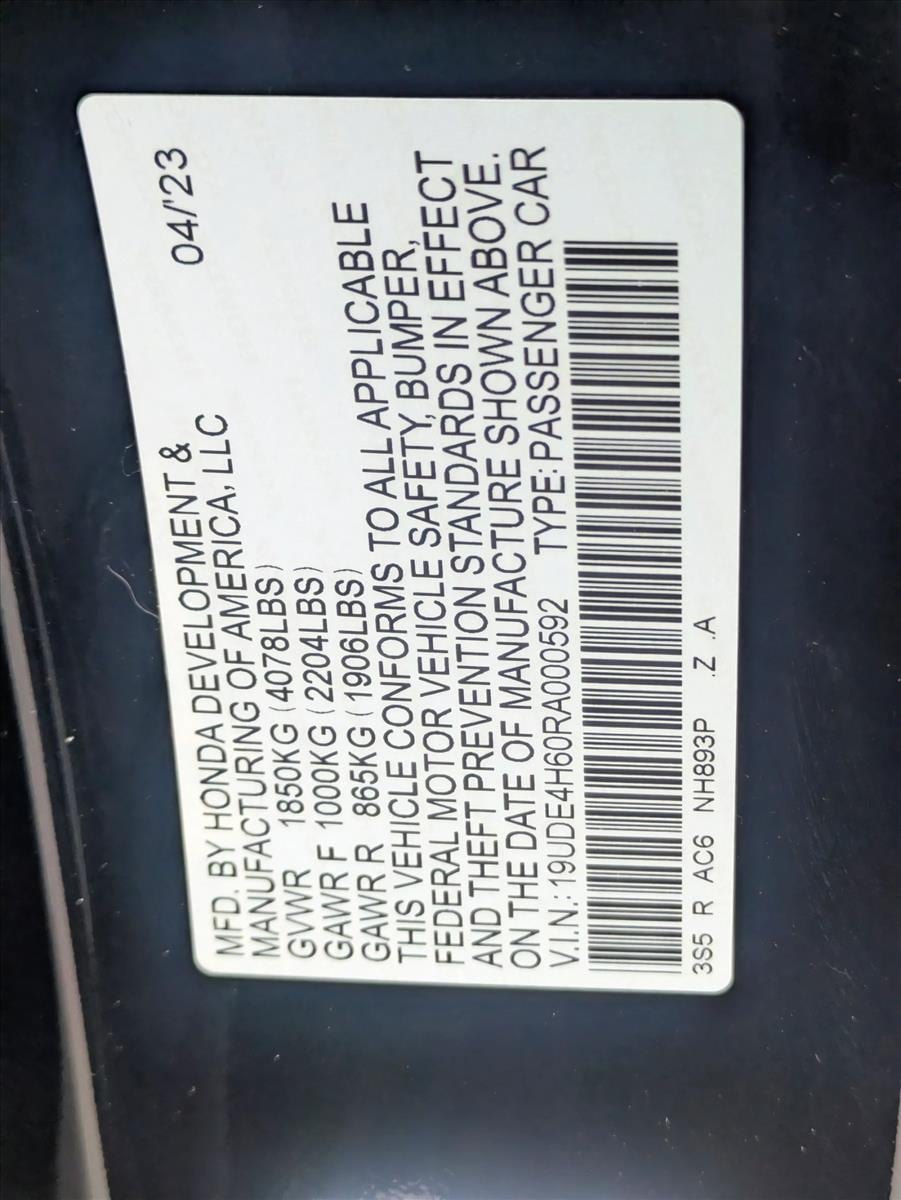 MFD. BY HONDA DEVELOPMENT & 04/'23
MANUFACTURING OF AMERICA, LLC
GVWR 1850KG (4078LBS)
GAWR F 1000KG (2204LBS)
GAWR R 865KG (1906LBS)
THIS VEHICLE CONFORMS TO ALL APPLICABLE
FEDERAL MOTOR VEHICLE SAFETY, BUMPER,
AND THEFT PREVENTION STANDARDS IN EFFECT
ON THE DATE OF MANUFACTURE SHOWN ABOVE.
V.I.N.: 19UDE4H60RA000592 TYPE: PASSENGER CAR
3S5 R AC6 NH893P .Z .A